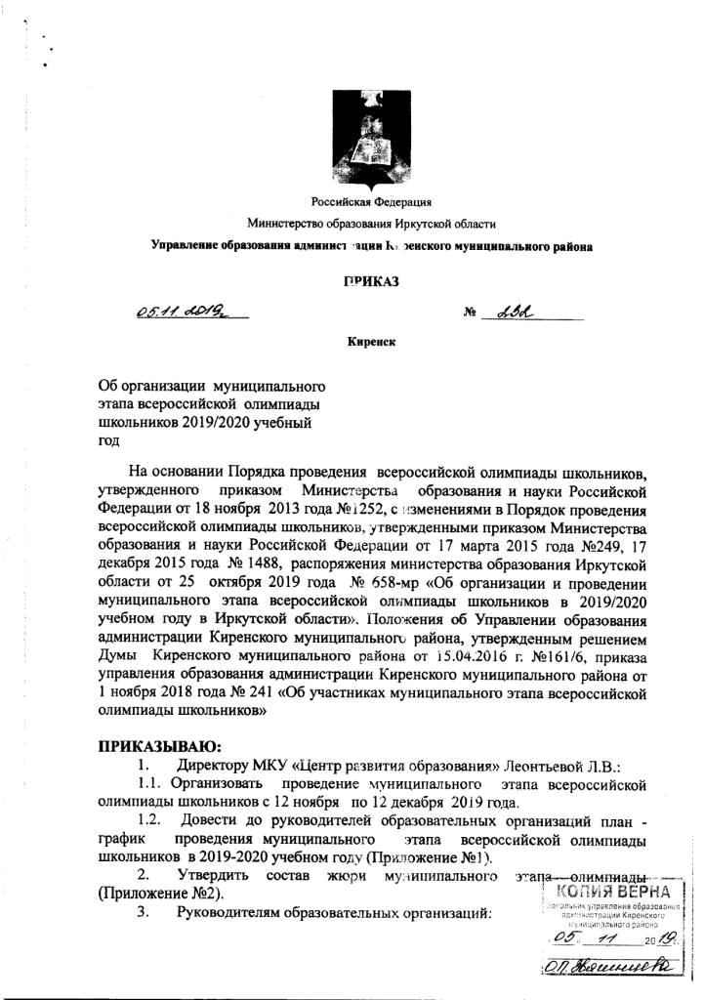 Российская Федерация
Министерство образования Иркутской области
Управление образования администрации Киренского муниципального района
ПРИКАЗ
05.11.2019г № 232
Киренск
Об организации муниципального
этапа всероссийской олимпиады
школьников 2019/2020 учебный
год
На основании Порядка проведения всероссийской олимпиады школьников,
утвержденного приказом Министерства образования и науки Российской
Федерации от 18 ноября 2013 года №1252, с изменениями в Порядок проведения
всероссийской олимпиады школьников, утвержденными приказом Министерства
образования и науки Российской Федерации от 17 марта 2015 года №249, 17
декабря 2015 года № 1488, распоряжения министерства образования Иркутской
области от 25 октября 2019 года № 658-мр «Об организации и проведении
муниципального этапа всероссийской олимпиады школьников в 2019/2020
учебном году в Иркутской области», Положения об Управлении образования
администрации Киренского муниципального района, утвержденным решением
Думы Киренского муниципального района от 15.04.2016 г. №161/6, приказа
управления образования администрации Киренского муниципального района от
1 ноября 2018 года № 241 «Об участниках муниципального этапа всероссийской
олимпиады школьников»
ПРИКАЗЫВАЮ:
1. Директору МКУ «Центр развития образования» Леонтьевой Л.В.:
1.1. Организовать проведение муниципального этапа всероссийской
олимпиады школьников с 12 ноября по 12 декабря 2019 года.
1.2. Довести до руководителей образовательных организаций план -
график проведения муниципального этапа всероссийской олимпиады
школьников в 2019-2020 учебном году (Приложение №1).
2. Утвердить состав жюри муниципального этапа олимпиады
(Приложение №2).
3. Руководителям образовательных организаций:
КОПИЯ ВЕРНА
начальник управления образования
администрации Киренского
муниципального района
05 11 2019г.
О.П.